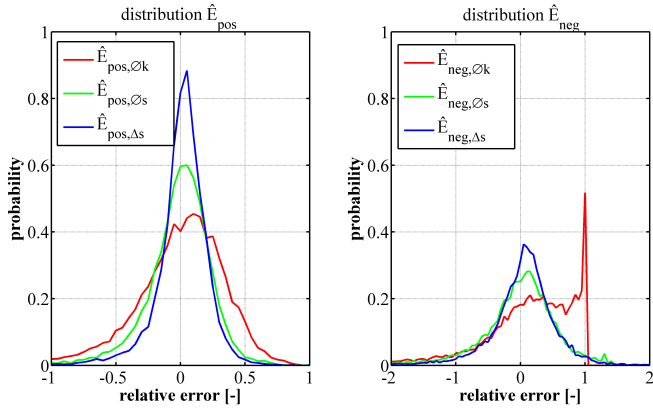 distribution Ê_pos
1
0.8
0.6
0.4
0.2
0
probability
Ê_pos,∅k
Ê_pos,∅s
Ê_pos,Δs
-1 -0.5 0 0.5 1
relative error [-]
distribution Ê_neg
1
0.8
0.6
0.4
0.2
0
probability
Ê_neg,∅k
Ê_neg,∅s
Ê_neg,Δs
-2 -1 0 1 2
relative error [-]